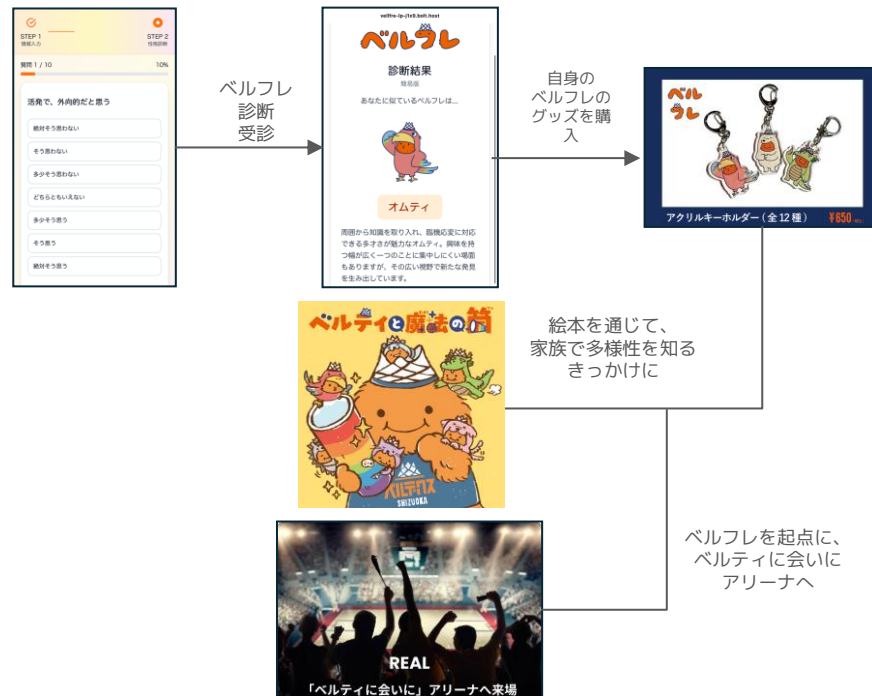 STEP 1
情報入力
STEP 2
性格診断
質問 1 / 10
10%
活発で、外向的だと思う
絶対そう思わない
そう思わない
多少そう思わない
どちらともいえない
多少そう思う
そう思う
絶対そう思う
ベルフレ
診断
受診
ベルフレ
診断結果
簡易版
あなたに似ているベルフレは...
オムティ
周囲から知識を取り入れ、臨機応変に対応
できる多才さが魅力なオムティ。興味を持
つ幅が広く一つのことに集中しにくい場面
もありますが、その広い視野で新たな発見
を生み出しています。
自身の
ベルフレの
グッズを購
入
ベル
フレ
アクリルキーホルダー(全12種)
¥650
ベルティと魔法の筒
ベルテックス
SHIZUOKA
絵本を通じて、
家族で多様性を知る
きっかけに
ベルフレを起点に、
ベルティに会いに
アリーナへ
REAL
「ベルティに会いに」アリーナへ来場